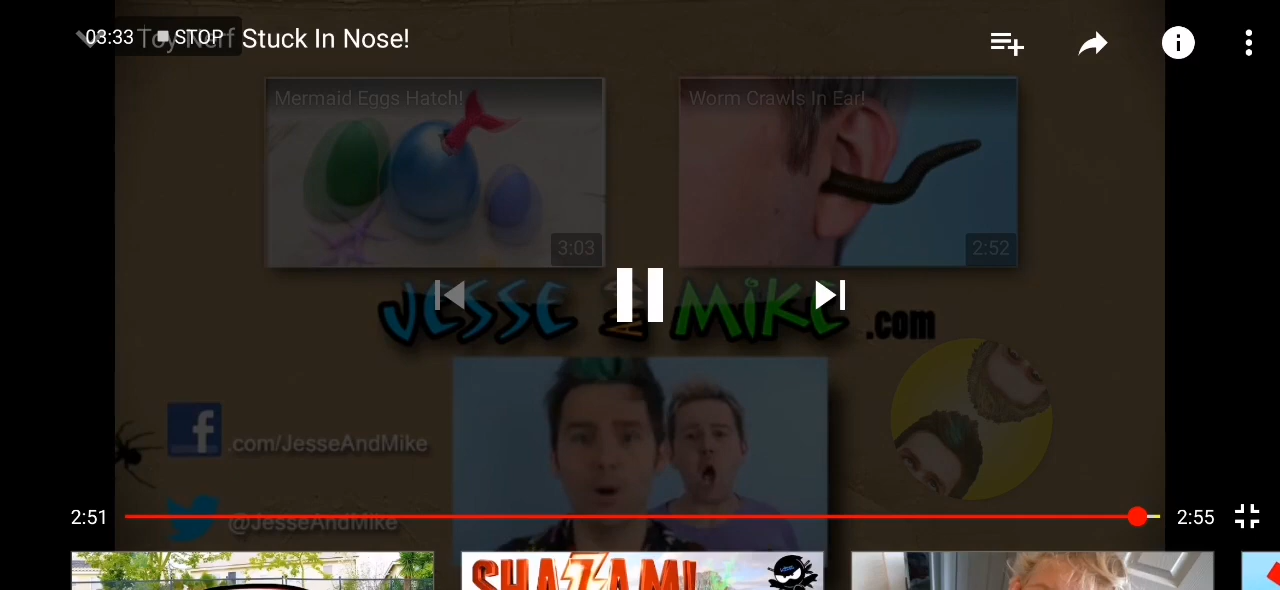 03:33 STOP Toy Nerf Stuck In Nose!
Mermaid Eggs Hatch!
Worm Crawls In Ear!
3:03
2:52
JESSE AND MIKE .com
f .com/JesseAndMike
@JesseAndMike
2:51
2:55
SHAZAM!